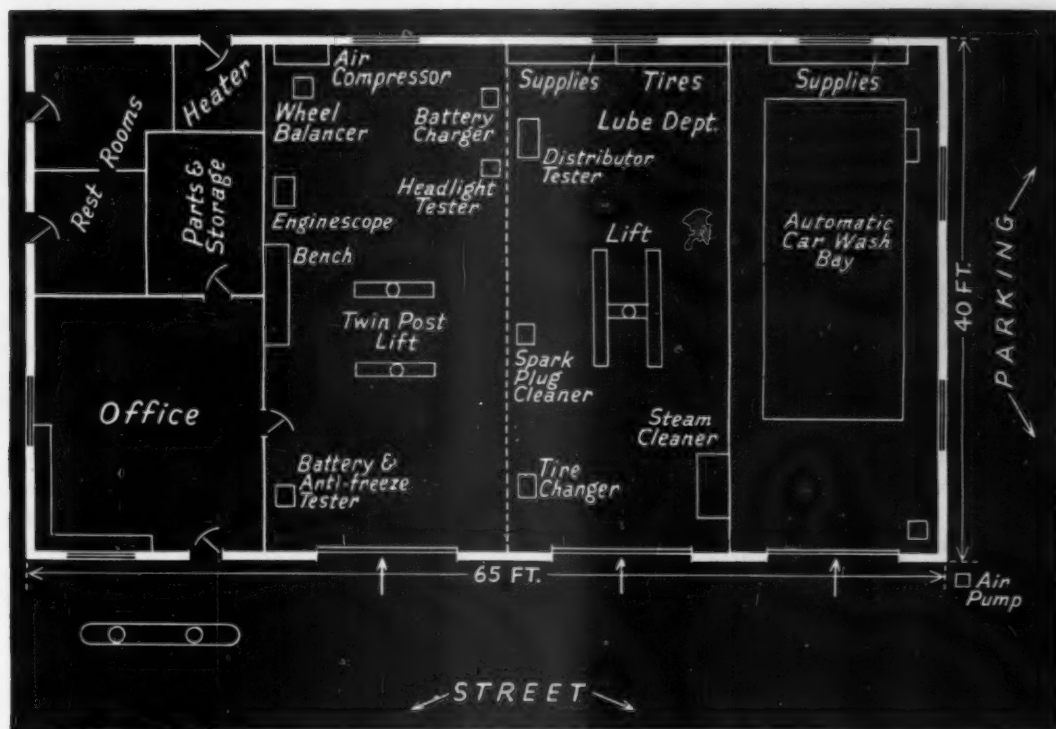 Heater
Rest Rooms
Parts &
Storage
Office
Air
Compressor
Wheel
Balancer
Battery
Charger
Enginescope
Headlight
Tester
Bench
Twin Post
Lift
Battery &
Anti-freeze
Tester
Supplies
Tires
Lube Dept.
Distributor
Tester
Lift
Spark
Plug
Cleaner
Steam
Cleaner
Tire
Changer
Supplies
Automatic
Car Wash
Bay
40 FT.
PARKING
65 FT.
Air
Pump
STREET